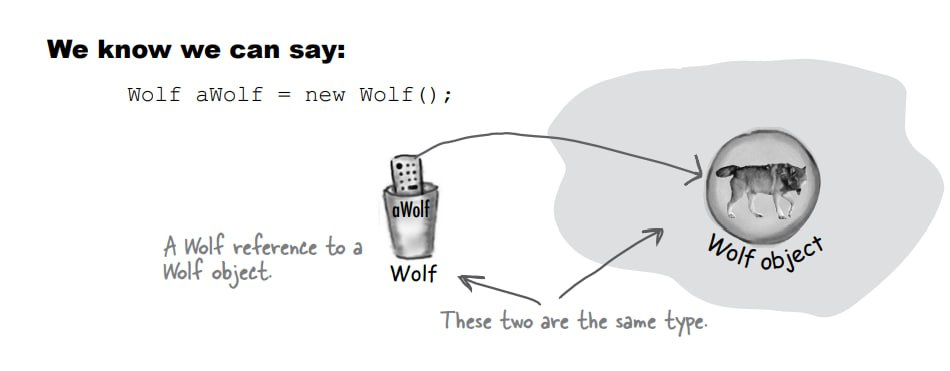 We know we can say:
Wolf aWolf = new Wolf();
aWolf
A Wolf reference to a
Wolf object.
Wolf
Wolf object
These two are the same type.